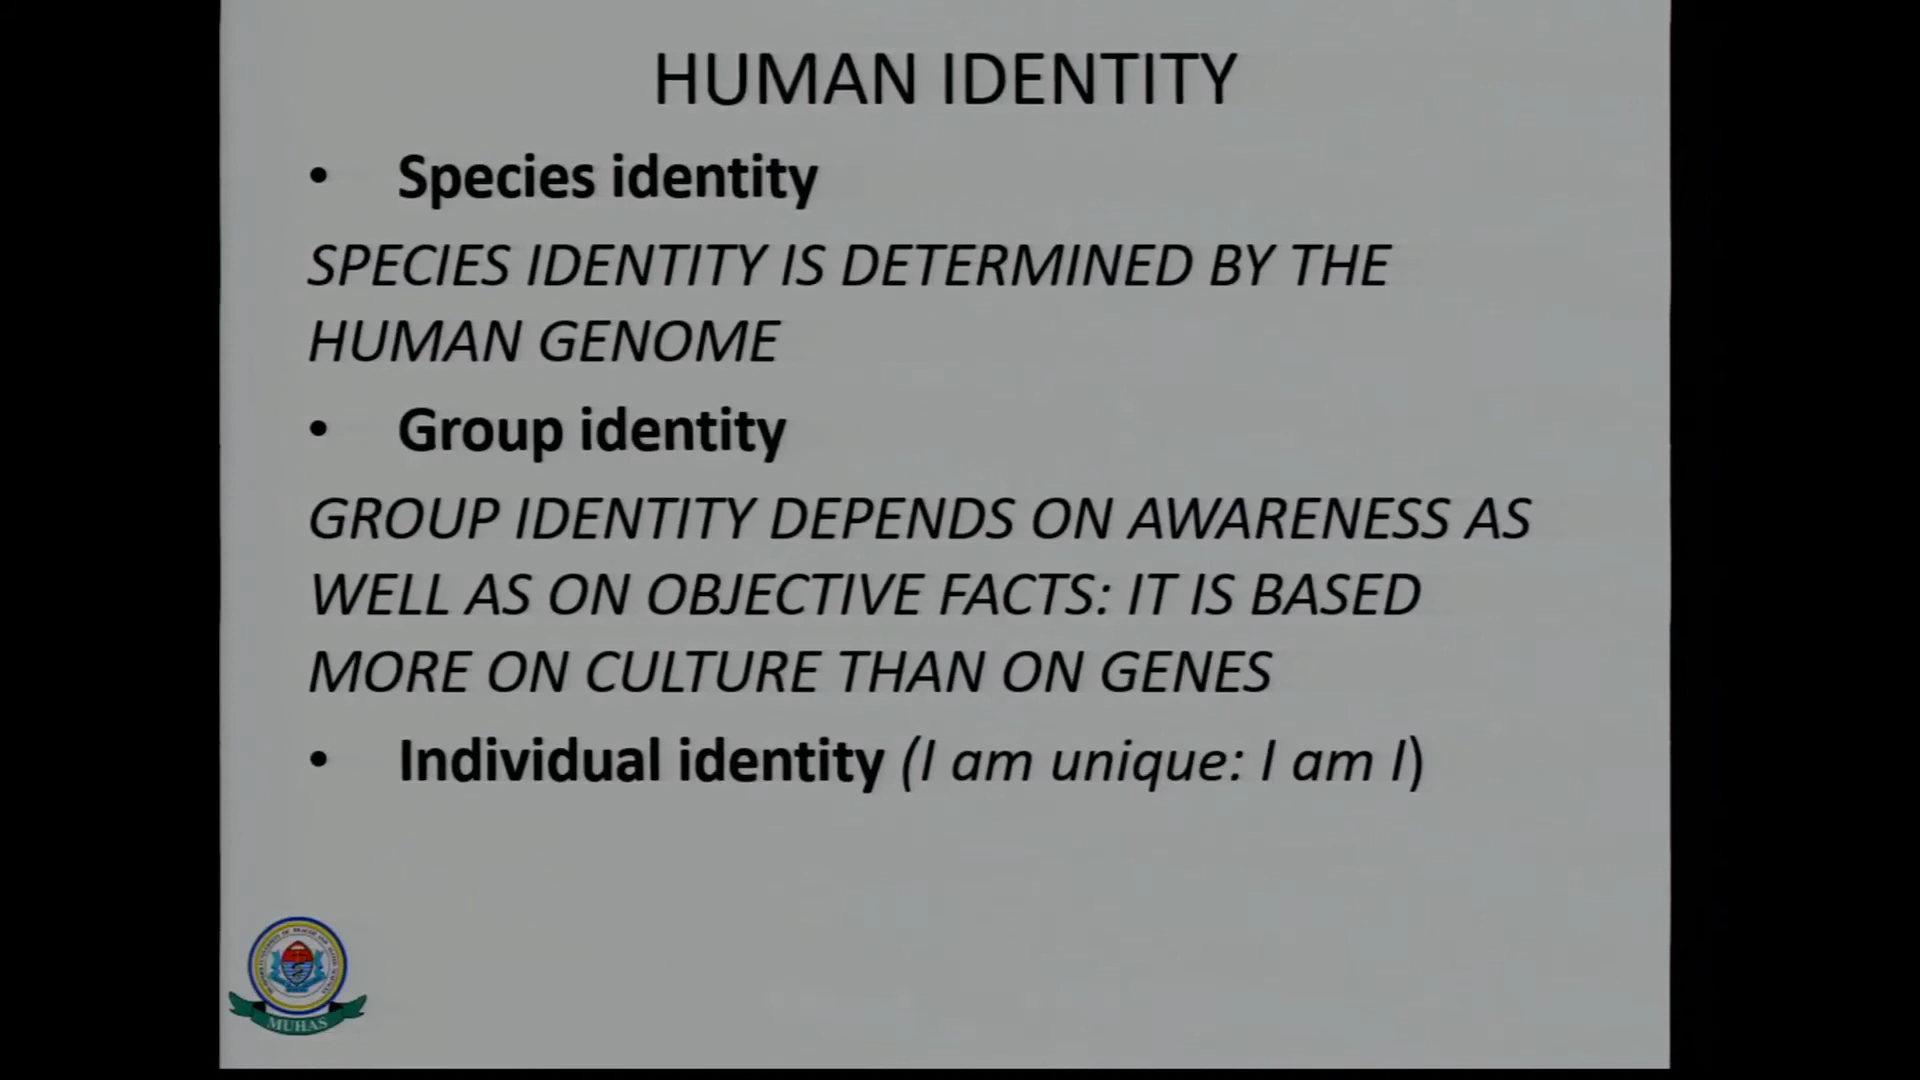 HUMAN IDENTITY
• Species identity
SPECIES IDENTITY IS DETERMINED BY THE
HUMAN GENOME
• Group identity
GROUP IDENTITY DEPENDS ON AWARENESS AS
WELL AS ON OBJECTIVE FACTS: IT IS BASED
MORE ON CULTURE THAN ON GENES
• Individual identity (I am unique: I am I)
MUHAS